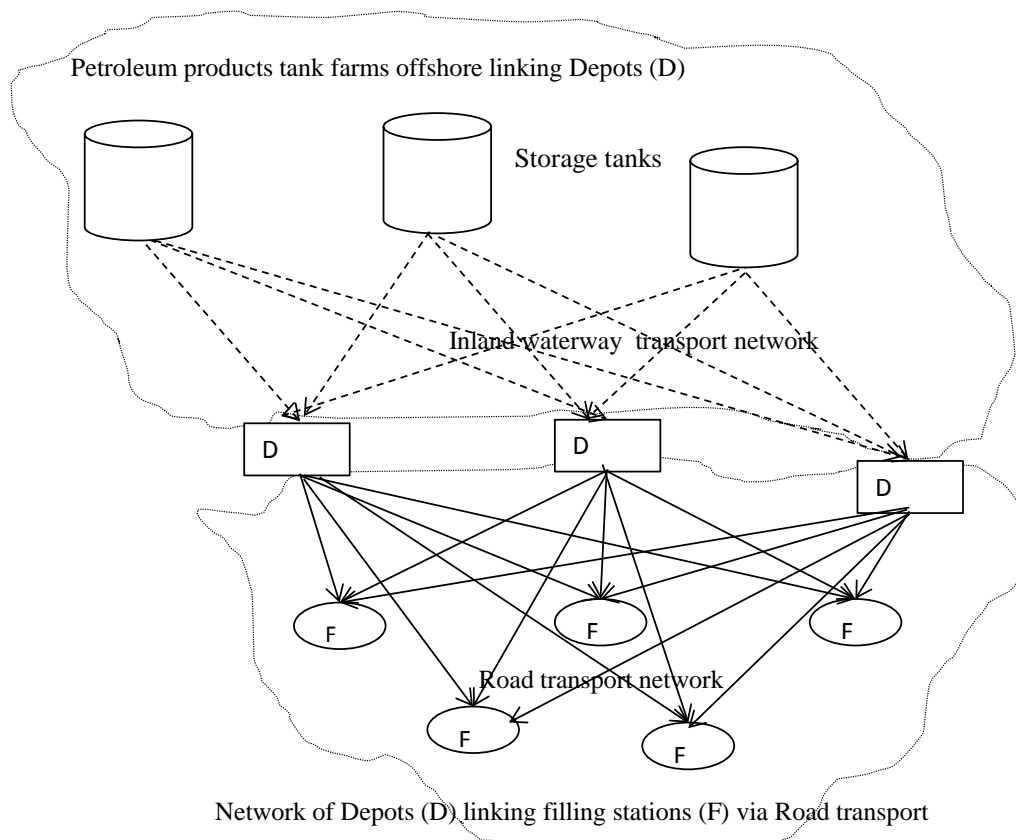 Petroleum products tank farms offshore linking Depots (D)
Storage tanks
Inland waterway transport network
D
D
D
F
F
F
Road transport network
F
F
Network of Depots (D) linking filling stations (F) via Road transport